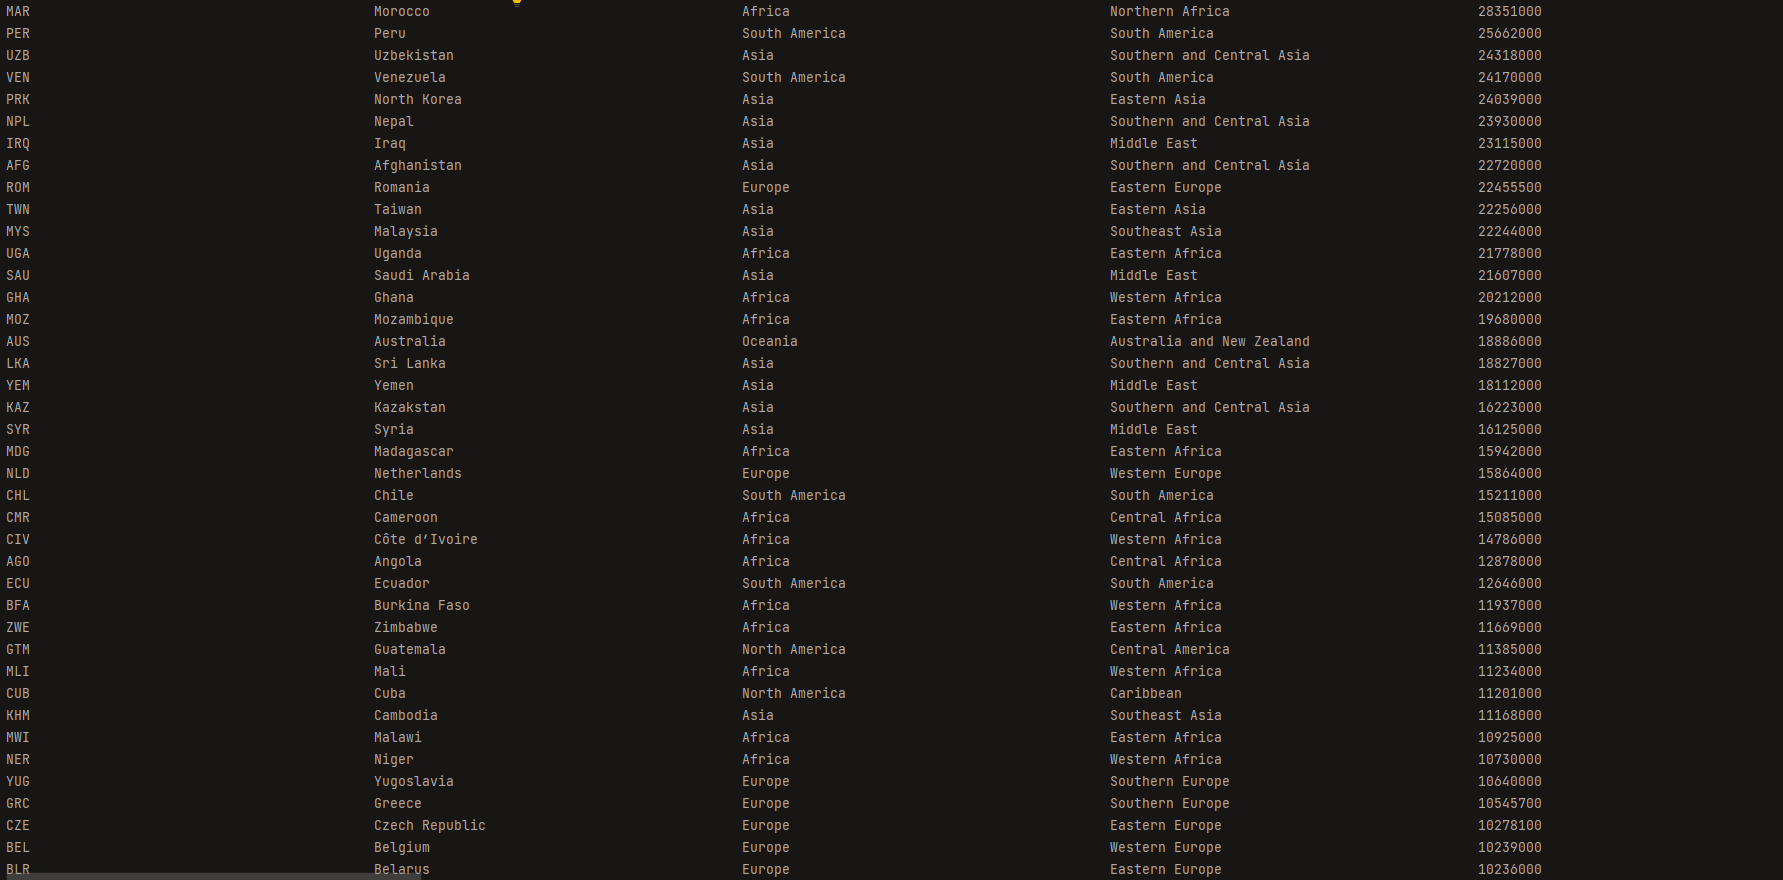 MAR Morocco Africa Northern Africa 28351000
PER Peru South America South America 25662000
UZB Uzbekistan Asia Southern and Central Asia 24318000
VEN Venezuela South America South America 24170000
PRK North Korea Asia Eastern Asia 24039000
NPL Nepal Asia Southern and Central Asia 23930000
IRQ Iraq Asia Middle East 23115000
AFG Afghanistan Asia Southern and Central Asia 22720000
ROM Romania Europe Eastern Europe 22455500
TWN Taiwan Asia Eastern Asia 22256000
MYS Malaysia Asia Southeast Asia 22244000
UGA Uganda Africa Eastern Africa 21778000
SAU Saudi Arabia Asia Middle East 21607000
GHA Ghana Africa Western Africa 20212000
MOZ Mozambique Africa Eastern Africa 19680000
AUS Australia Oceania Australia and New Zealand 18886000
LKA Sri Lanka Asia Southern and Central Asia 18827000
YEM Yemen Asia Middle East 18112000
KAZ Kazakstan Asia Southern and Central Asia 16223000
SYR Syria Asia Middle East 16125000
MDG Madagascar Africa Eastern Africa 15942000
NLD Netherlands Europe Western Europe 15864000
CHL Chile South America South America 15211000
CMR Cameroon Africa Central Africa 15085000
CIV Côte d’Ivoire Africa Western Africa 14786000
AGO Angola Africa Central Africa 12878000
ECU Ecuador South America South America 12646000
BFA Burkina Faso Africa Western Africa 11937000
ZWE Zimbabwe Africa Eastern Africa 11669000
GTM Guatemala North America Central America 11385000
MLI Mali Africa Western Africa 11234000
CUB Cuba North America Caribbean 11201000
KHM Cambodia Asia Southeast Asia 11168000
MWI Malawi Africa Eastern Africa 10925000
NER Niger Africa Western Africa 10730000
YUG Yugoslavia Europe Southern Europe 10640000
GRC Greece Europe Southern Europe 10545700
CZE Czech Republic Europe Eastern Europe 10278100
BEL Belgium Europe Western Europe 10239000
BLR Belarus Europe Eastern Europe 10236000